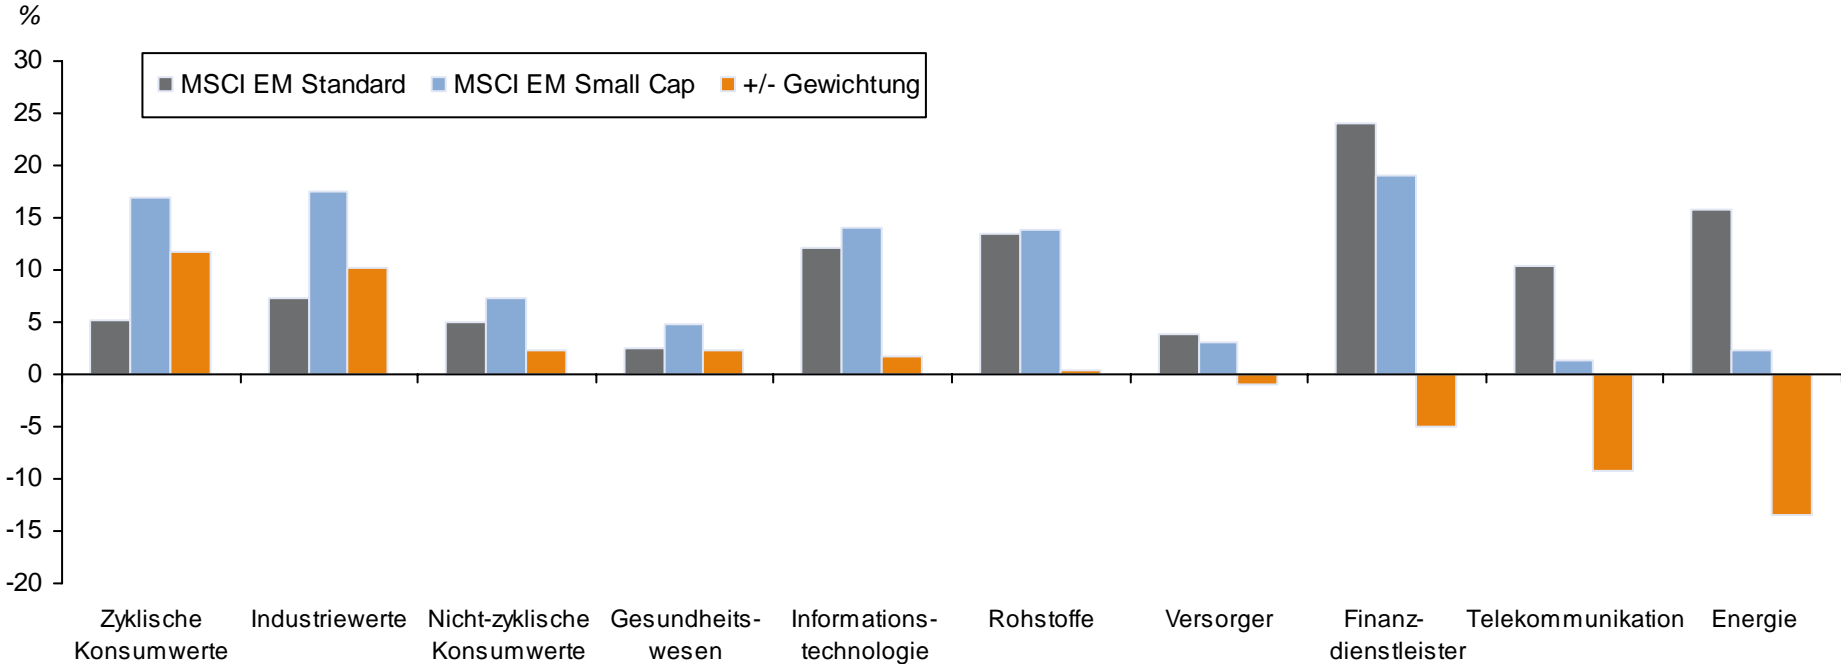 %
30
25
20
15
10
5
0
-5
-10
-15
-20
MSCI EM Standard MSCI EM Small Cap +/- Gewichtung
Zyklische
Konsumwerte
Industriewerte
Nicht-zyklische
Konsumwerte
Gesundheits-
wesen
Informations-
technologie
Rohstoffe
Versorger
Finanz-
dienstleister
Telekommunikation
Energie